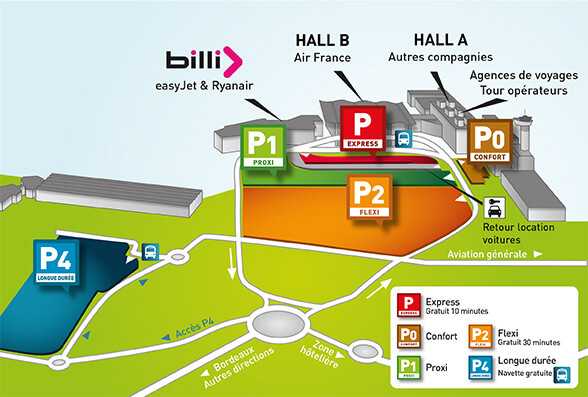 billi
easyJet & Ryanair
HALL B
Air France
HALL A
Autres compagnies
Agences de voyages
Tour opérateurs
P1
PROXI
P
EXPRESS
P0
CONFORT
P2
FLEXI
Retour location
voitures
Aviation générale
P4
LONGUE DURÉE
Accès P4
Bordeaux
Autres directions
Zone
hôtelière
P
EXPRESS
Express
Gratuit 10 minutes
P0
CONFORT
Confort
P2
FLEXI
Flexi
Gratuit 30 minutes
P1
PROXI
Proxi
P4
Longue durée
Navette gratuite